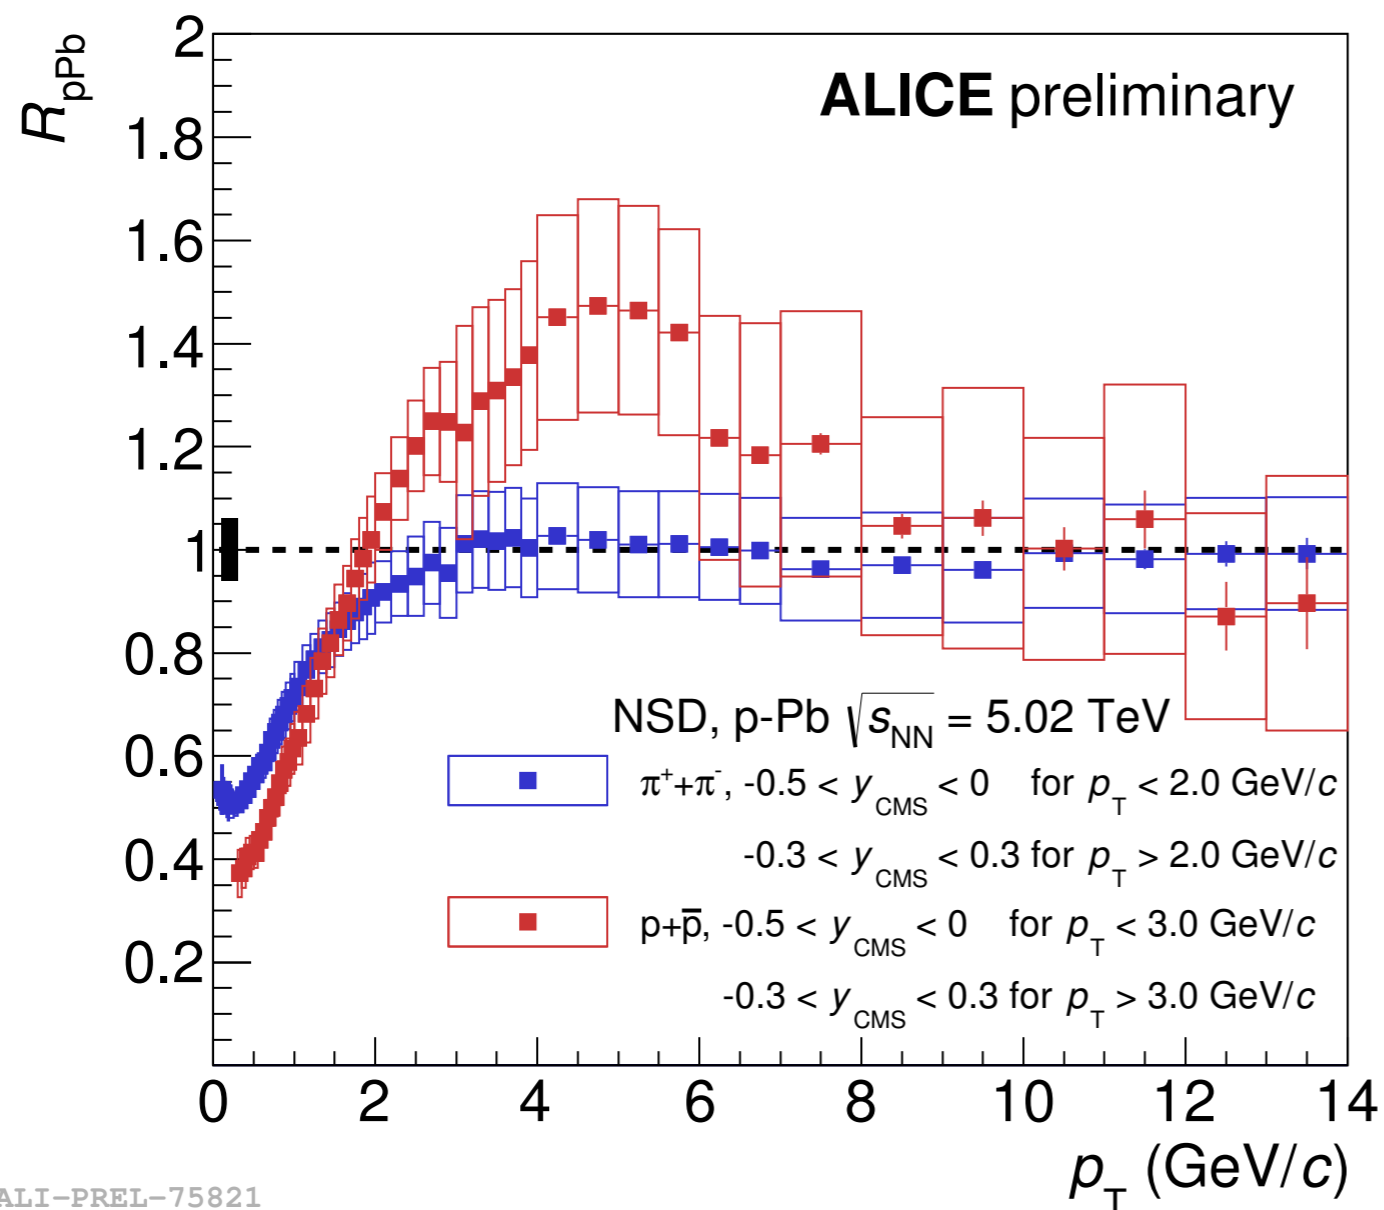 R_pPb
2
1.8
1.6
1.4
1.2
1
0.8
0.6
0.4
0.2
ALICE preliminary
NSD, p-Pb √s_NN = 5.02 TeV
π⁺+π⁻, -0.5 < y_CMS < 0 for p_T < 2.0 GeV/c
-0.3 < y_CMS < 0.3 for p_T > 2.0 GeV/c
p+p̅, -0.5 < y_CMS < 0 for p_T < 3.0 GeV/c
-0.3 < y_CMS < 0.3 for p_T > 3.0 GeV/c
0 2 4 6 8 10 12 14
p_T (GeV/c)
ALI-PREL-75821